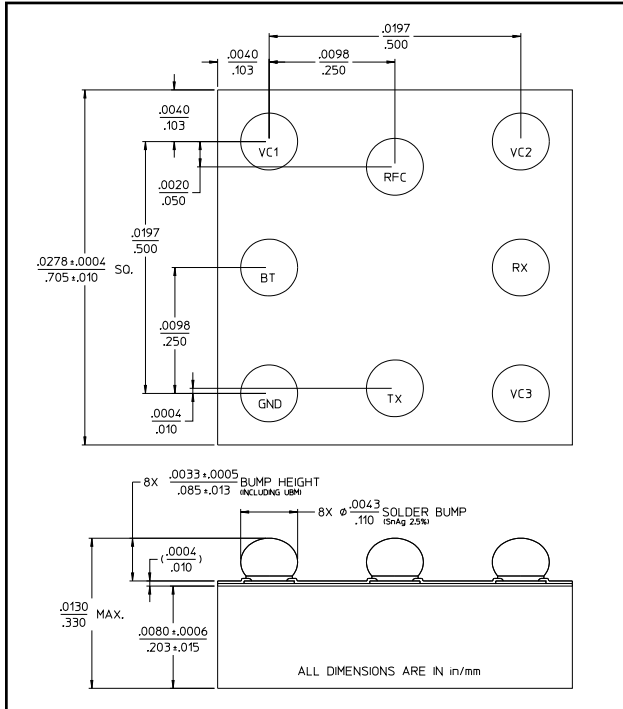 .0197
.500
.0040
.103
.0098
.250
.0040
.103
VC1
VC2
RFC
.0020
.050
.0197
.500
.0278±.0004
.705±.010
SQ.
BT
RX
.0098
.250
GND
TX
VC3
.0004
.010
8X .0033±.0005 BUMP HEIGHT
.085±.013 (INCLUDING UBM)
8X Ø .0043 SOLDER BUMP
.110 (SnAg 2.5%)
(.0004)
.010
.0130 MAX.
.330
.0080±.0006
.203±.015
ALL DIMENSIONS ARE IN in/mm